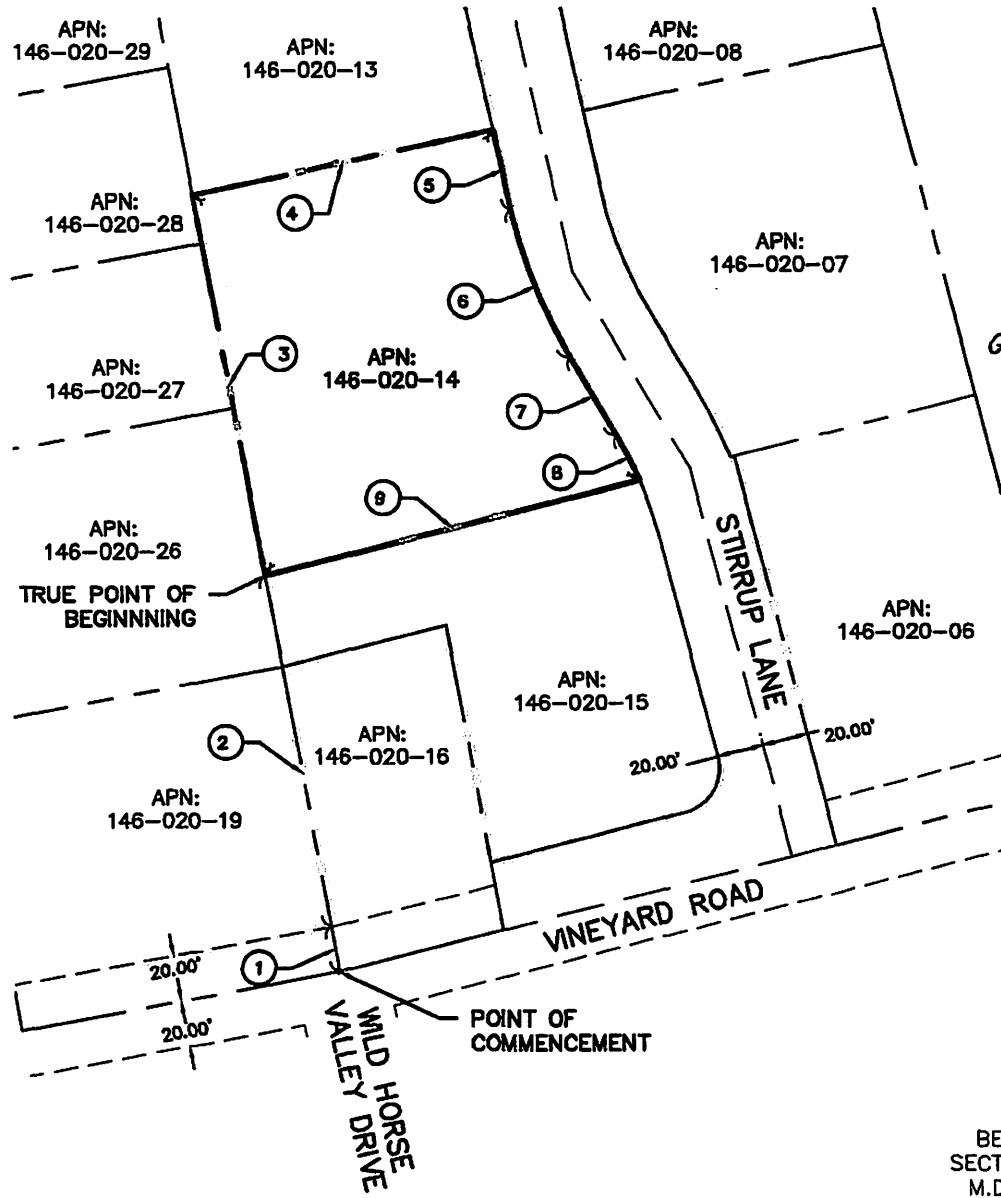 APN:
146-020-29
APN:
146-020-13
APN:
146-020-08
5
4
APN:
146-020-28
APN:
146-020-07
6
3
APN:
146-020-27
APN:
146-020-14
G
7
8
9
APN:
146-020-26
TRUE POINT OF
BEGINNNING
STIRRUP LANE
APN:
146-020-06
APN:
146-020-15
2
APN:
146-020-16
20.00'
20.00'
APN:
146-020-19
VINEYARD ROAD
1
20.00'
20.00'
POINT OF
COMMENCEMENT
WILD HORSE
VALLEY DRIVE
BE
SECT
M.D